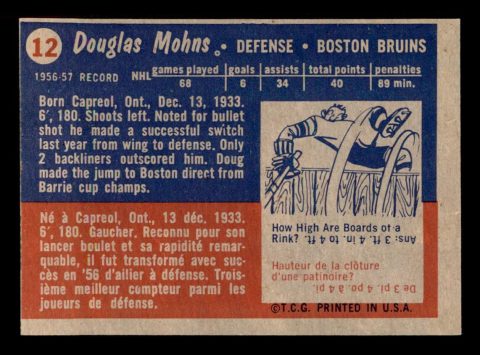 12 Douglas Mohns • DEFENSE • BOSTON BRUINS
1956-57 RECORD NHL games played goals assists total points penalties
68 6 34 40 89 min.
Born Capreol, Ont., Dec. 13, 1933.
6', 180. Shoots left. Noted for bullet
shot he made a successful switch
last year from wing to defense. Only
2 backliners outscored him. Doug
made the jump to Boston direct from
Barrie cup champs.
Né à Capreol, Ont., 13 déc. 1933.
6', 180. Gaucher. Reconnu pour son
lancer boulet et sa rapidité remar-
quable, il fut transformé avec suc-
cès en '56 d'ailier à défense. Trois-
ième meilleur compteur parmi les
joueurs de défense.
How High Are Boards of a
Rink?
Ans: 3 ft. 4 in. to 4 ft.
Hauteur de la clôture
d'une patinoire?
De 3 pi. 4 po. à 4 pi
©T.C.G. PRINTED IN U.S.A.